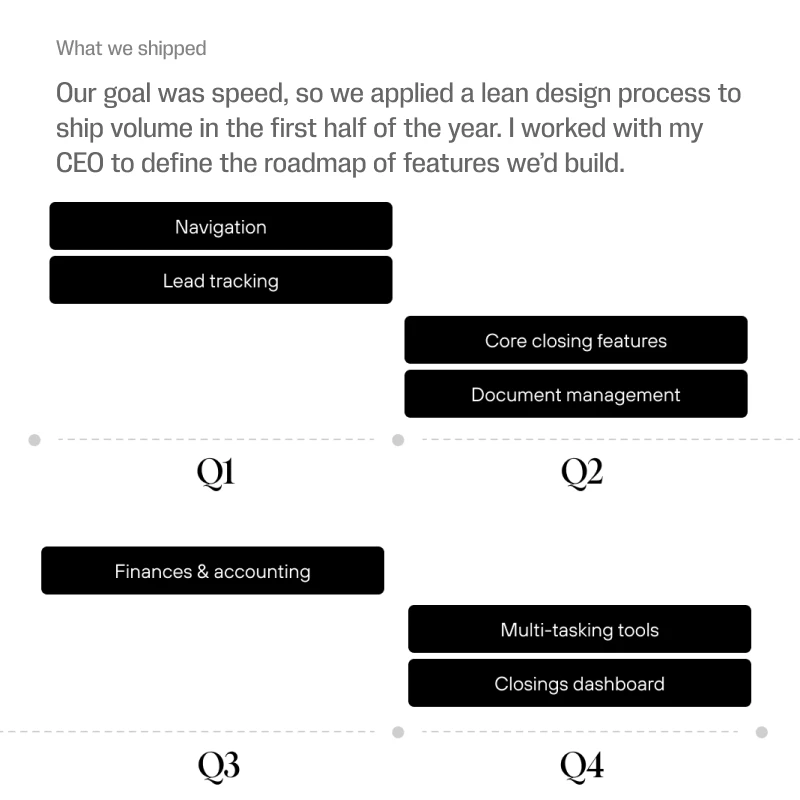 What we shipped
Our goal was speed, so we applied a lean design process to
ship volume in the first half of the year. I worked with my
CEO to define the roadmap of features we’d build.
Navigation
Lead tracking
Core closing features
Document management
Q1
Q2
Finances & accounting
Multi-tasking tools
Closings dashboard
Q3
Q4